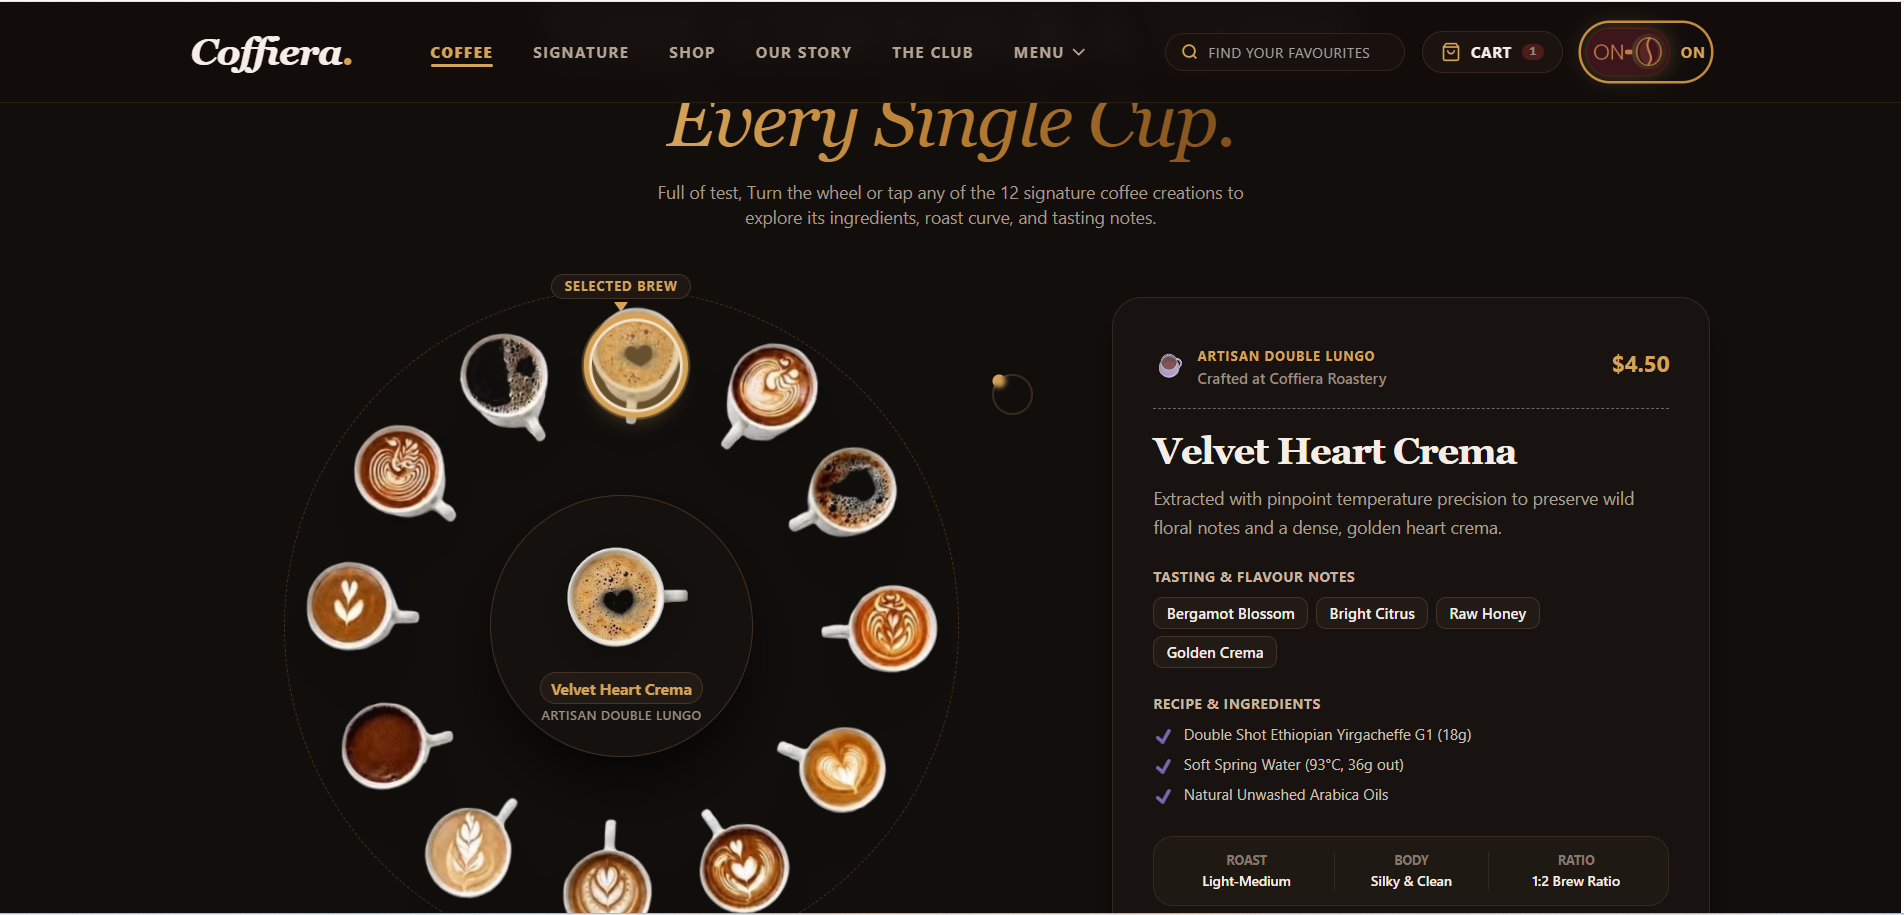 Coffiera.
COFFEE SIGNATURE SHOP OUR STORY THE CLUB MENU
FIND YOUR FAVOURITES
CART 1
ON ON
Every Single Cup.
Full of test, Turn the wheel or tap any of the 12 signature coffee creations to
explore its ingredients, roast curve, and tasting notes.
SELECTED BREW
Velvet Heart Crema
ARTISAN DOUBLE LUNGO
ARTISAN DOUBLE LUNGO
Crafted at Coffiera Roastery
$4.50
Velvet Heart Crema
Extracted with pinpoint temperature precision to preserve wild
floral notes and a dense, golden heart crema.
TASTING & FLAVOUR NOTES
Bergamot Blossom Bright Citrus Raw Honey
Golden Crema
RECIPE & INGREDIENTS
Double Shot Ethiopian Yirgacheffe G1 (18g)
Soft Spring Water (93°C, 36g out)
Natural Unwashed Arabica Oils
ROAST BODY RATIO
Light-Medium Silky & Clean 1:2 Brew Ratio